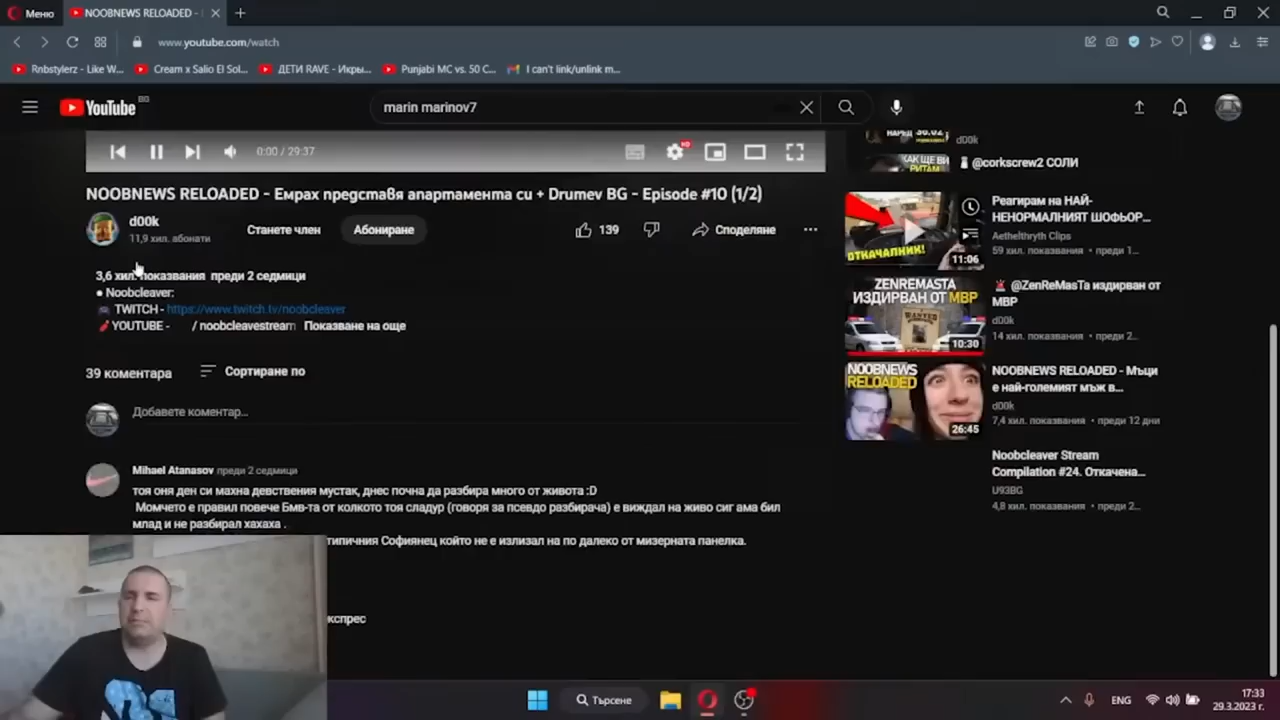 Меню
NOOBNEWS RELOADED -
www.youtube.com/watch
Rnbstylerz - Like W...
Cream x Salio El Sol...
ДЕТИ RAVE - Икры...
Punjabi MC vs. 50 C...
I can't link/unlink m...
YouTube BG
marin marinov7
0:00 / 29:37
HD
NOOBNEWS RELOADED - Емрах представя апартамента си + Drumev BG - Episode #10 (1/2)
d00k
11,9 хил. абонати
Станете член
Абониране
139
Споделяне
3,6 хил. показвания преди 2 седмици
● Noobcleaver:
TWITCH - https://www.twitch.tv/noobcleaver
YOUTUBE - / noobcleavestream Показване на още
39 коментара
Сортиране по
Добавете коментар...
Mihael Atanasov преди 2 седмици
тоя оня ден си махна девствения мустак, днес почна да разбира много от живота :D
Момчето е правил повече Бмв-та от колкото тоя сладур (говоря за псевдо разбирача) е виждал на живо сиг ама бил
млад и не разбирал хахаха .
типичния Софиянец който не е излизал на по далеко от мизерната панелка.
кспрес
d00k
КАК ЩЕ ВИ
РИТАМ
@corkscrew2 СОЛИ
ОТКАЧАЛНИК!
11:06
Реагирам на НАЙ-
НЕНОРМАЛНИЯТ ШОФЬОР...
Aethelthryth Clips
59 хил. показвания • преди 1...
ZENREMASTA
ИЗДИРВАН ОТ МВР
WANTED
10:30
@ZenReMasTa издирван от
МВР
d00k
14 хил. показвания • преди 2...
NOOBNEWS
RELOADED
26:45
NOOBNEWS RELOADED - Мъци
е най-големият мъж в...
d00k
7,4 хил. показвания • преди 12 дни
Noobcleaver Stream
Compilation #24. Откачена...
U93BG
4,8 хил. показвания • преди 2...
Търсене
ENG
17:33
29.3.2023 г.